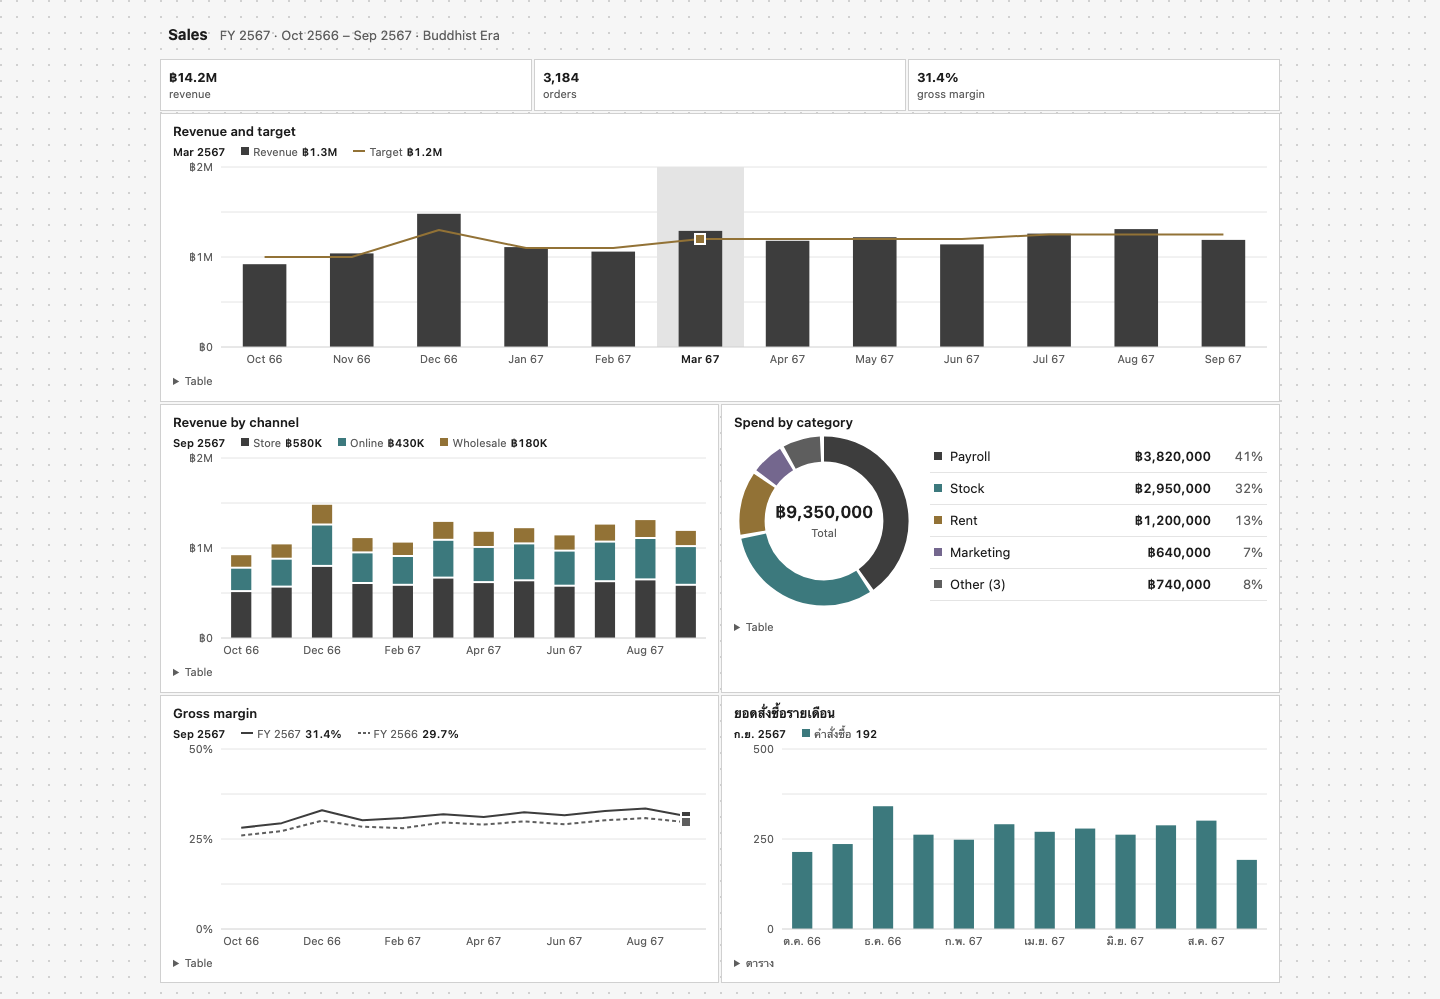 Sales FY 2567 · Oct 2566 – Sep 2567 · Buddhist Era
฿14.2M
revenue
3,184
orders
31.4%
gross margin
Revenue and target
Mar 2567 Revenue ฿1.3M Target ฿1.2M
฿2M
฿1M
฿0
Oct 66 Nov 66 Dec 66 Jan 67 Feb 67 Mar 67 Apr 67 May 67 Jun 67 Jul 67 Aug 67 Sep 67
Table
Revenue by channel
Sep 2567 Store ฿580K Online ฿430K Wholesale ฿180K
฿2M
฿1M
฿0
Oct 66 Dec 66 Feb 67 Apr 67 Jun 67 Aug 67
Table
Spend by category
฿9,350,000
Total
Payroll ฿3,820,000 41%
Stock ฿2,950,000 32%
Rent ฿1,200,000 13%
Marketing ฿640,000 7%
Other (3) ฿740,000 8%
Table
Gross margin
Sep 2567 FY 2567 31.4% FY 2566 29.7%
50%
25%
0%
Oct 66 Dec 66 Feb 67 Apr 67 Jun 67 Aug 67
Table
ยอดสั่งซื้อรายเดือน
ก.ย. 2567 คำสั่งซื้อ 192
500
250
0
ต.ค. 66 ธ.ค. 66 ก.พ. 67 เม.ย. 67 มิ.ย. 67 ส.ค. 67
ตาราง